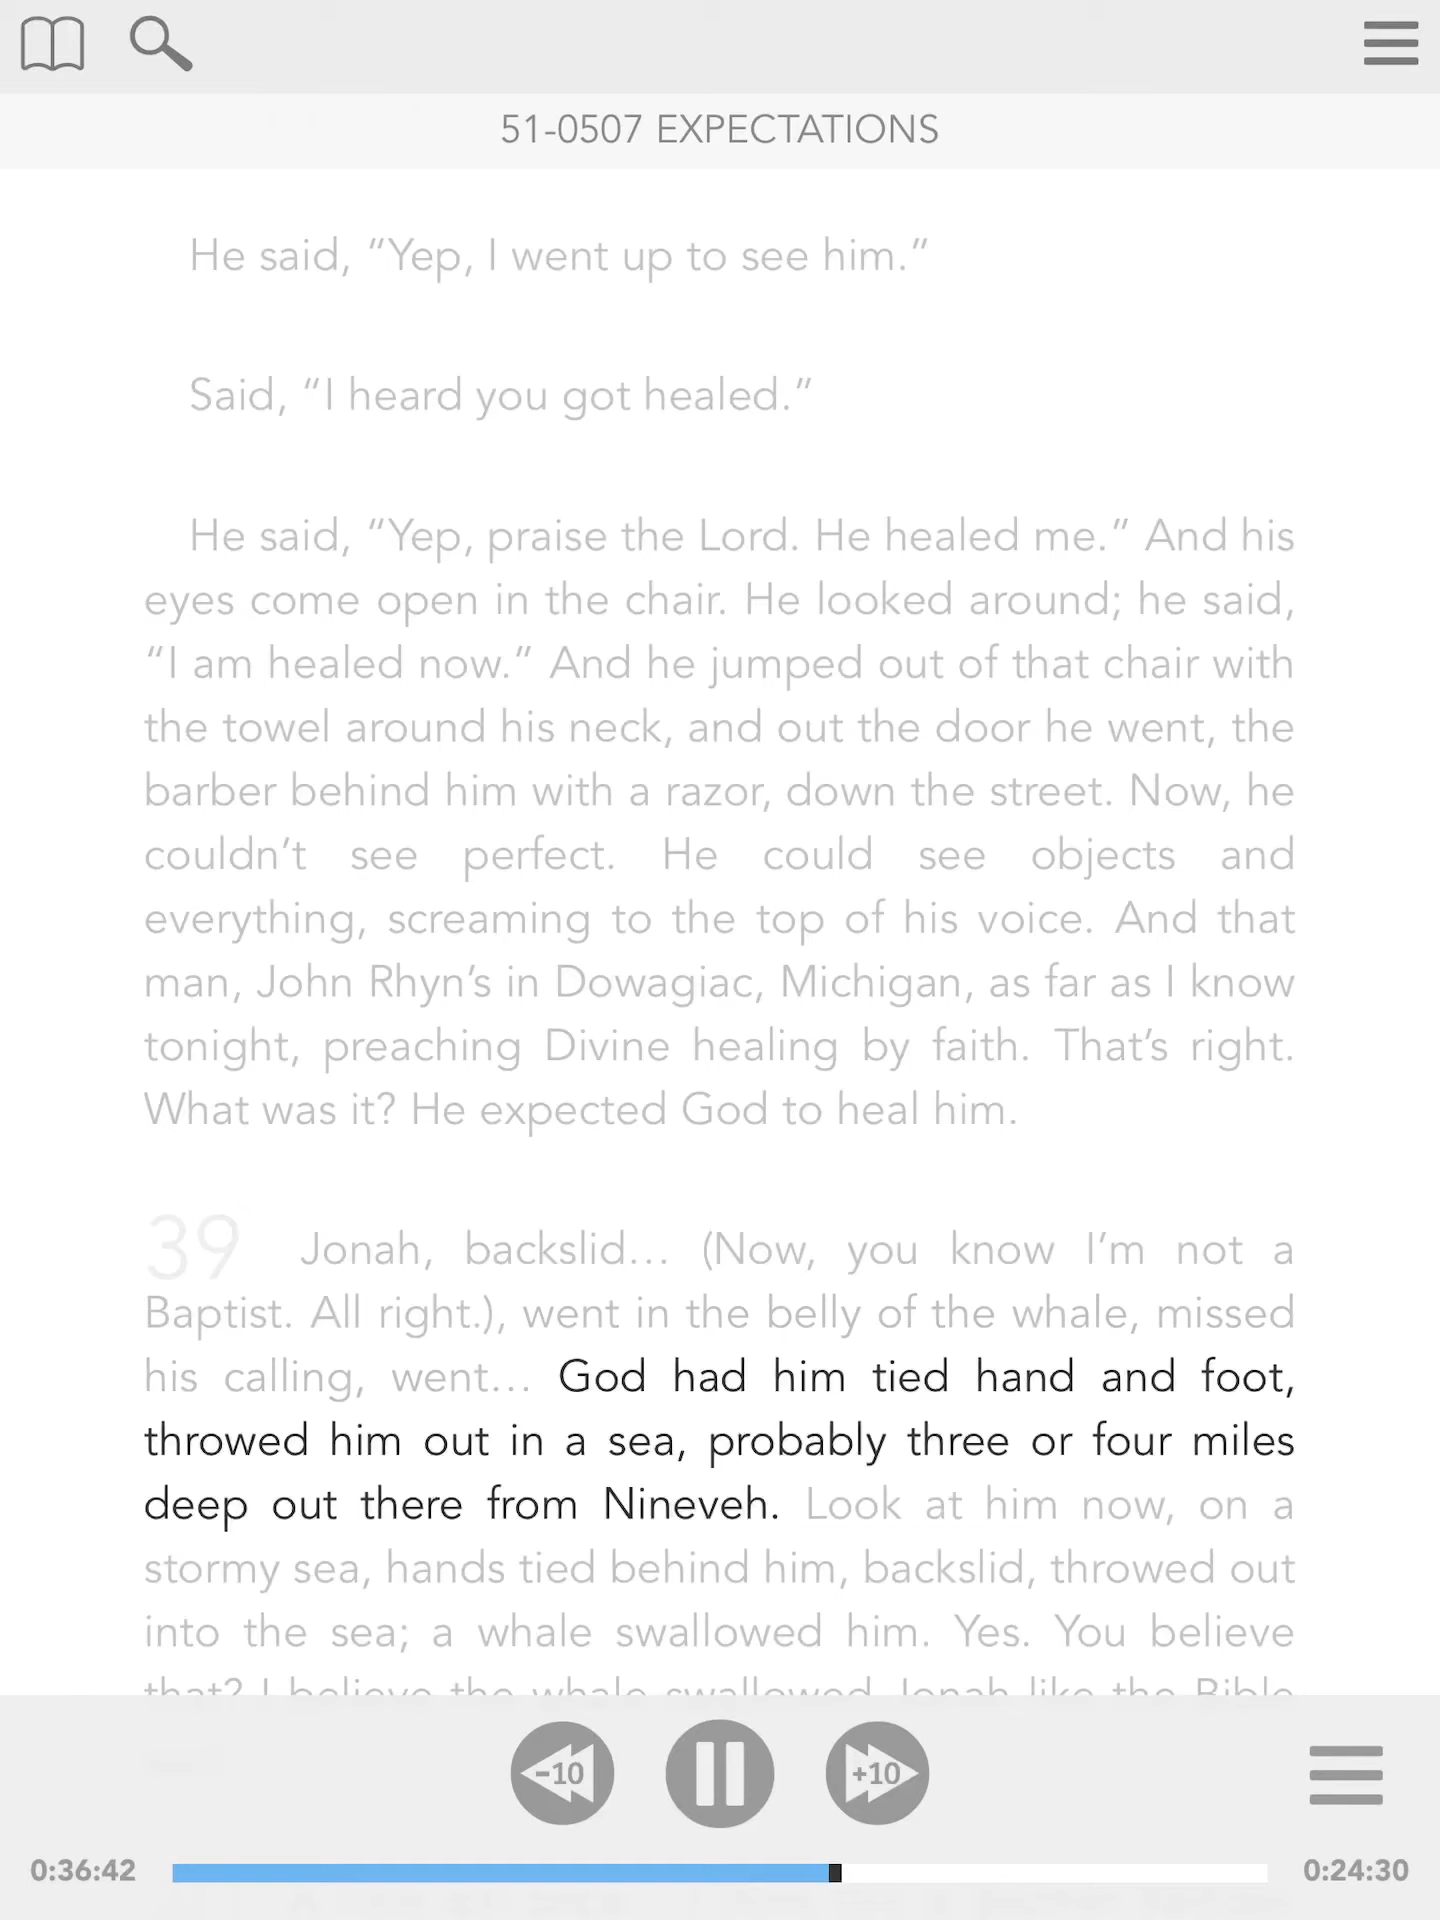 51-0507 EXPECTATIONS
He said, “Yep, I went up to see him.”
Said, “I heard you got healed.”
He said, “Yep, praise the Lord. He healed me.” And his
eyes come open in the chair. He looked around; he said,
“I am healed now.” And he jumped out of that chair with
the towel around his neck, and out the door he went, the
barber behind him with a razor, down the street. Now, he
couldn’t see perfect. He could see objects and
everything, screaming to the top of his voice. And that
man, John Rhyn’s in Dowagiac, Michigan, as far as I know
tonight, preaching Divine healing by faith. That’s right.
What was it? He expected God to heal him.
39 Jonah, backslid… (Now, you know I’m not a
Baptist. All right.), went in the belly of the whale, missed
his calling, went… God had him tied hand and foot,
throwed him out in a sea, probably three or four miles
deep out there from Nineveh. Look at him now, on a
stormy sea, hands tied behind him, backslid, throwed out
into the sea; a whale swallowed him. Yes. You believe
that? I believe the whale swallowed Jonah like the Bible
-10 +10
0:36:42 0:24:30